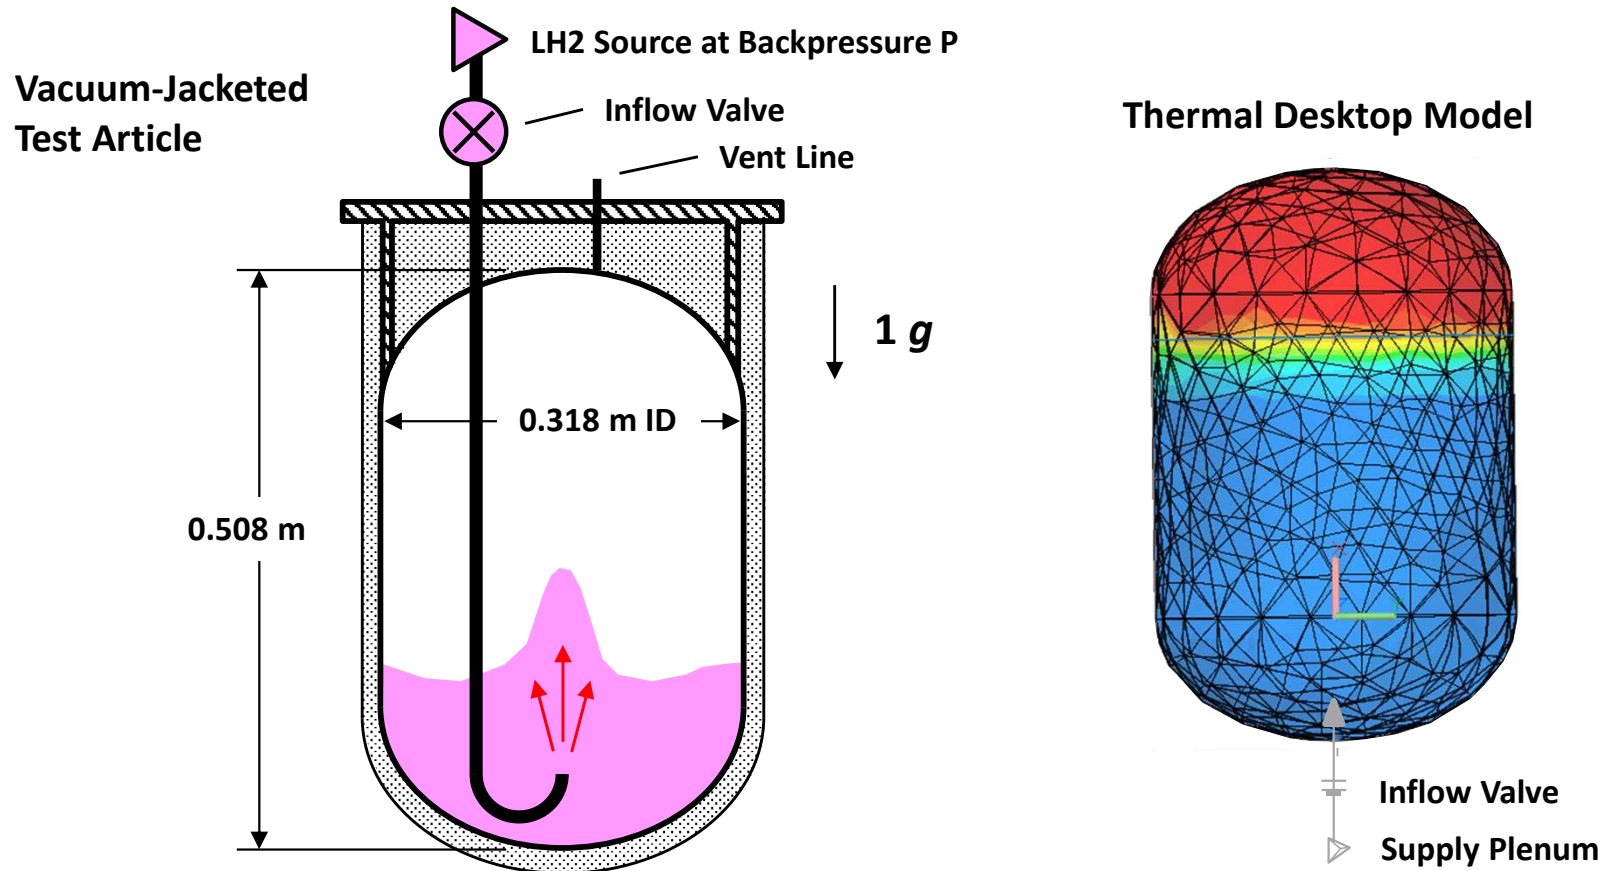 LH2 Source at Backpressure P
Vacuum-Jacketed
Test Article
Inflow Valve
Vent Line
1 g
0.318 m ID
0.508 m
Thermal Desktop Model
Inflow Valve
Supply Plenum